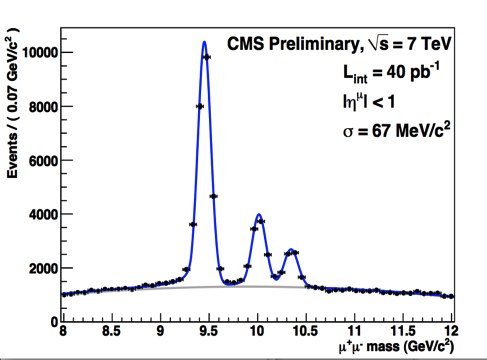 CMS Preliminary, √s = 7 TeV
L_int = 40 pb⁻¹
|η^μ| < 1
σ = 67 MeV/c²
Events / ( 0.07 GeV/c² )
10000
8000
6000
4000
2000
0
8 8.5 9 9.5 10 10.5 11 11.5 12
μ⁺μ⁻ mass (GeV/c²)